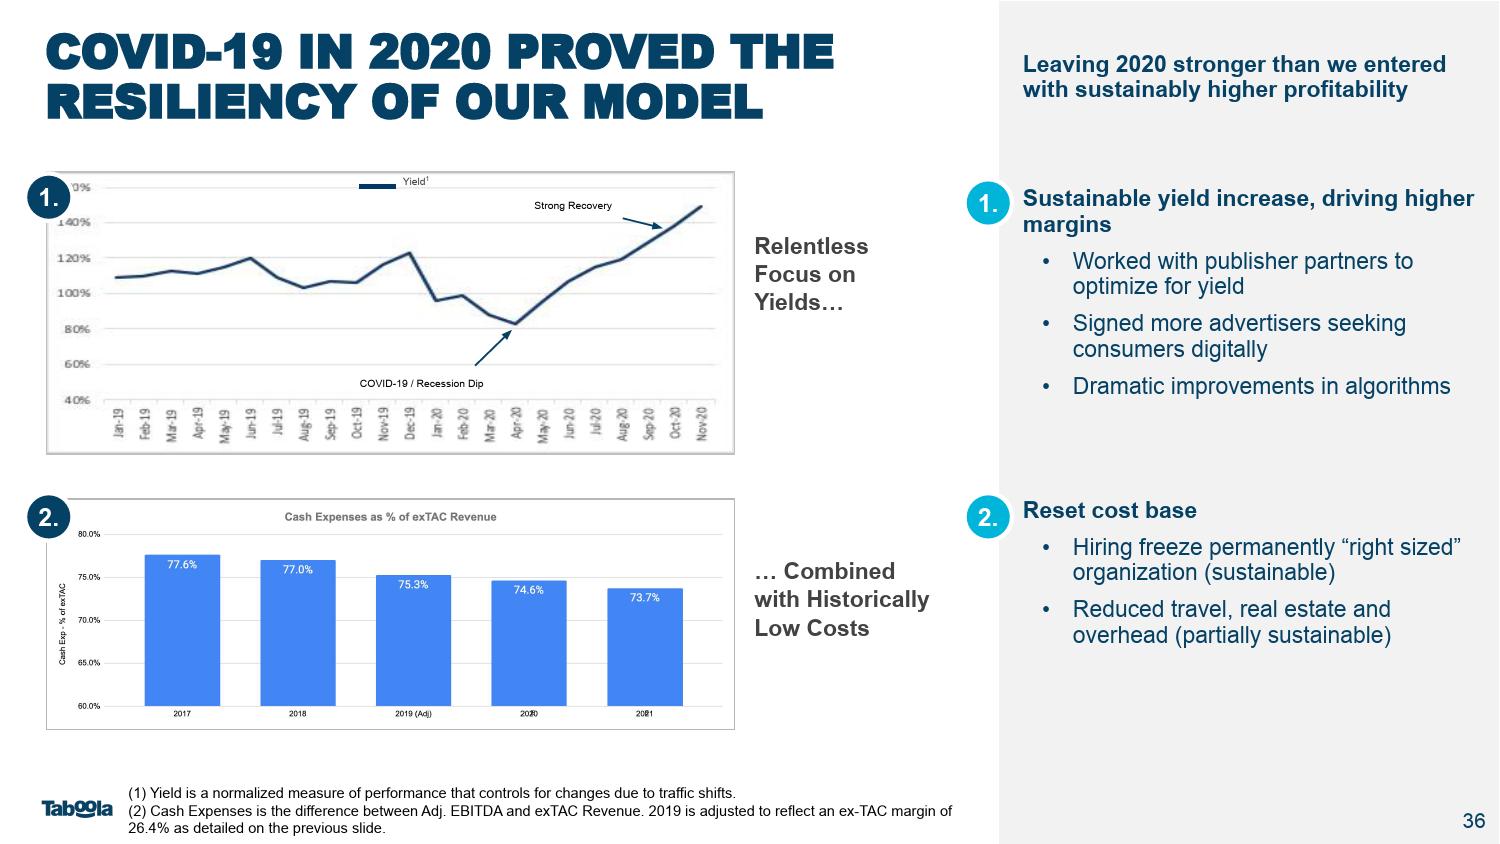 COVID-19 IN 2020 PROVED THE
RESILIENCY OF OUR MODEL
Leaving 2020 stronger than we entered
with sustainably higher profitability
1.
Yield1
Strong Recovery
COVID-19 / Recession Dip
0%
140%
120%
100%
80%
60%
40%
Jan-19 Feb-19 Mar-19 Apr-19 May-19 Jun-19 Jul-19 Aug-19 Sep-19 Oct-19 Nov-19 Dec-19 Jan-20 Feb-20 Mar-20 Apr-20 May-20 Jun-20 Jul-20 Aug-20 Sep-20 Oct-20 Nov-20
Relentless
Focus on
Yields…
1.
Sustainable yield increase, driving higher
margins
• Worked with publisher partners to
optimize for yield
• Signed more advertisers seeking
consumers digitally
• Dramatic improvements in algorithms
2.
Cash Expenses as % of exTAC Revenue
Cash Exp - % of exTAC
80.0%
75.0%
70.0%
65.0%
60.0%
77.6%
77.0%
75.3%
74.6%
73.7%
2017 2018 2019 (Adj)
… Combined
with Historically
Low Costs
2.
Reset cost base
• Hiring freeze permanently “right sized”
organization (sustainable)
• Reduced travel, real estate and
overhead (partially sustainable)
Taboola
(1) Yield is a normalized measure of performance that controls for changes due to traffic shifts.
(2) Cash Expenses is the difference between Adj. EBITDA and exTAC Revenue. 2019 is adjusted to reflect an ex-TAC margin of
26.4% as detailed on the previous slide.
36